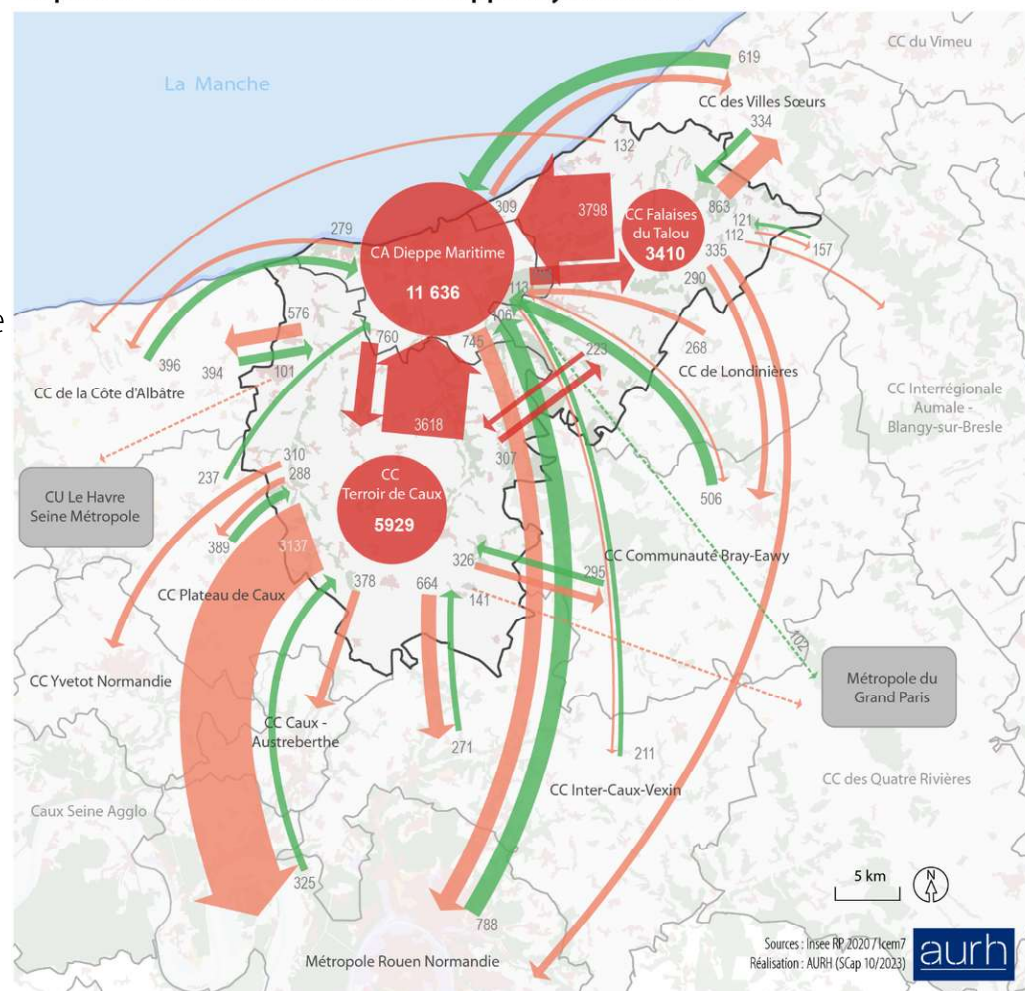 La Manche
CC du Vimeu
619
CC des Villes Sœurs
334
132
309
3798
CC Falaises
du Talou
3410
863
121
112
157
335
290
279
CA Dieppe Maritime
11 636
113
106
576
760
745
268
CC de Londinières
223
396
394
101
CC de la Côte d'Albâtre
CC Interrégionale
Aumale -
Blangy-sur-Bresle
3618
307
310
288
237
CC
Terroir de Caux
5929
506
CU Le Havre
Seine Métropole
389
3137
326
295
CC Communauté Bray-Eawy
CC Plateau de Caux
378
664
141
102
CC Yvetot Normandie
Métropole du
Grand Paris
CC Caux -
Austreberthe
271
211
CC Inter-Caux-Vexin
CC des Quatre Rivières
Caux Seine Agglo
325
788
5 km
N
Métropole Rouen Normandie
Sources : Insee RP 2020 / Icem7
Réalisation : AURH (SCap 10/2023)
aurh